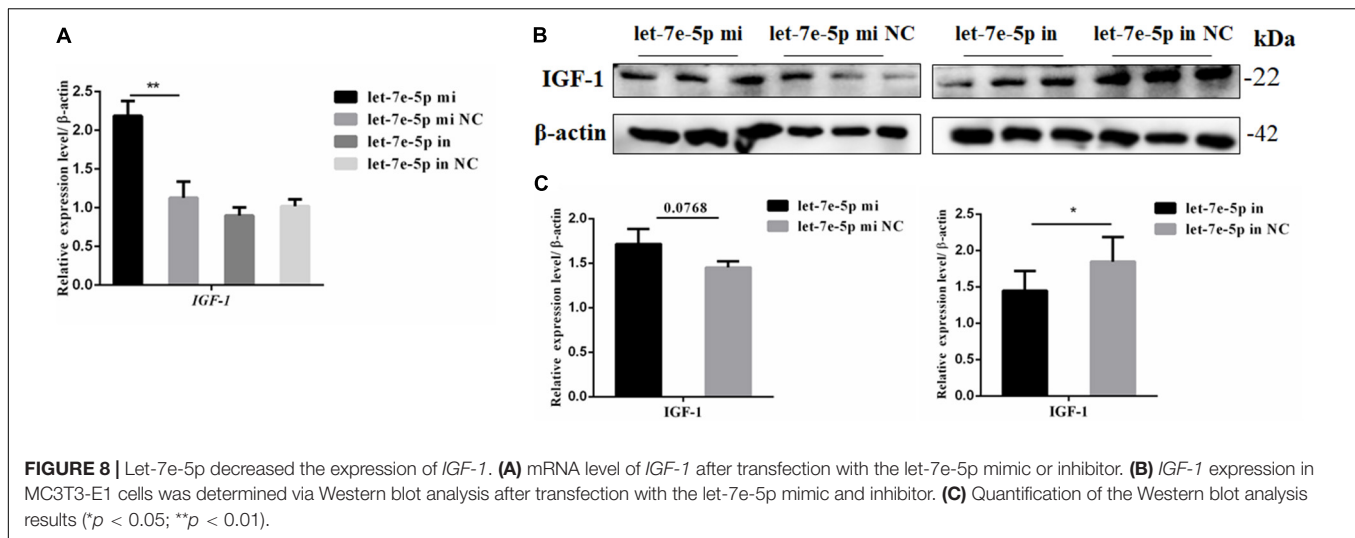 A
Relative expression level/ β-actin
2.5
2.0
1.5
1.0
0.5
0.0
**
IGF-1
let-7e-5p mi
let-7e-5p mi NC
let-7e-5p in
let-7e-5p in NC
B
let-7e-5p mi let-7e-5p mi NC let-7e-5p in let-7e-5p in NC kDa
IGF-1 -22
β-actin -42
C
Relative expression level/ β-actin
2.0
1.5
1.0
0.5
0.0
0.0768
IGF-1
let-7e-5p mi
let-7e-5p mi NC
Relative expression level/ β-actin
2.5
2.0
1.5
1.0
0.5
0.0
*
IGF-1
let-7e-5p in
let-7e-5p in NC
FIGURE 8 | Let-7e-5p decreased the expression of IGF-1. (A) mRNA level of IGF-1 after transfection with the let-7e-5p mimic or inhibitor. (B) IGF-1 expression in
MC3T3-E1 cells was determined via Western blot analysis after transfection with the let-7e-5p mimic and inhibitor. (C) Quantification of the Western blot analysis
results (*p < 0.05; **p < 0.01).